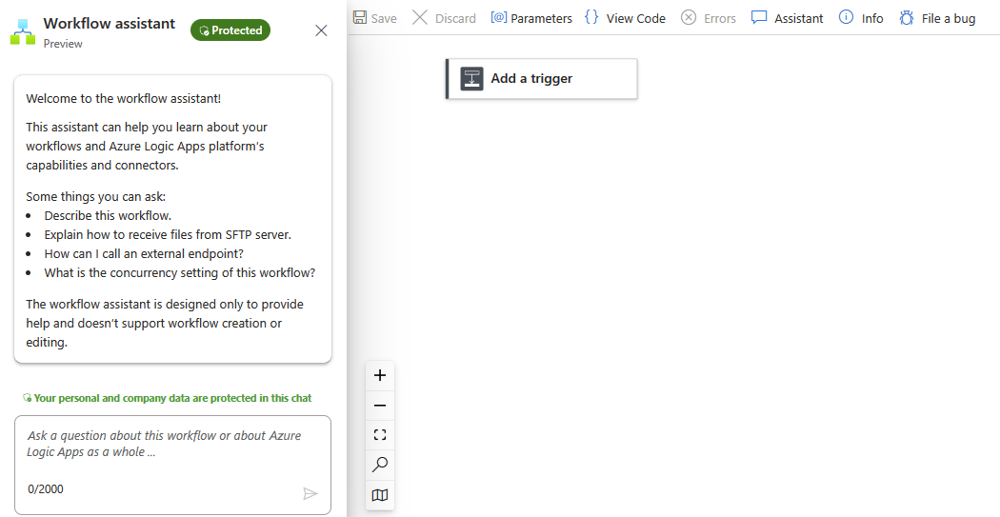 Workflow assistant
Protected
Preview
Welcome to the workflow assistant!
This assistant can help you learn about your
workflows and Azure Logic Apps platform's
capabilities and connectors.
Some things you can ask:
• Describe this workflow.
• Explain how to receive files from SFTP server.
• How can I call an external endpoint?
• What is the concurrency setting of this workflow?
The workflow assistant is designed only to provide
help and doesn't support workflow creation or
editing.
Your personal and company data are protected in this chat
Ask a question about this workflow or about Azure
Logic Apps as a whole ...
0/2000
Save Discard [@] Parameters {} View Code Errors Assistant Info File a bug
Add a trigger